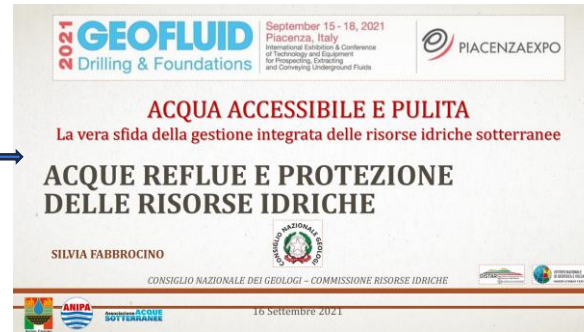 2021
GEOFLUID
Drilling & Foundations
September 15 - 18, 2021
Piacenza, Italy
International Exhibition & Conference
of Technology and Equipment
for Prospecting, Extracting
and Conveying Underground Fluids
PIACENZAEXPO
ACQUA ACCESSIBILE E PULITA
La vera sfida della gestione integrata delle risorse idriche sotterranee
ACQUE REFLUE E PROTEZIONE
DELLE RISORSE IDRICHE
CONSIGLIO NAZIONALE GEOLOGI
SILVIA FABBROCINO
CONSIGLIO NAZIONALE DEI GEOLOGI – COMMISSIONE RISORSE IDRICHE
DISTAR
ANIPA
Associazione ACQUE
SOTTERRANEE
16 Settembre 2021